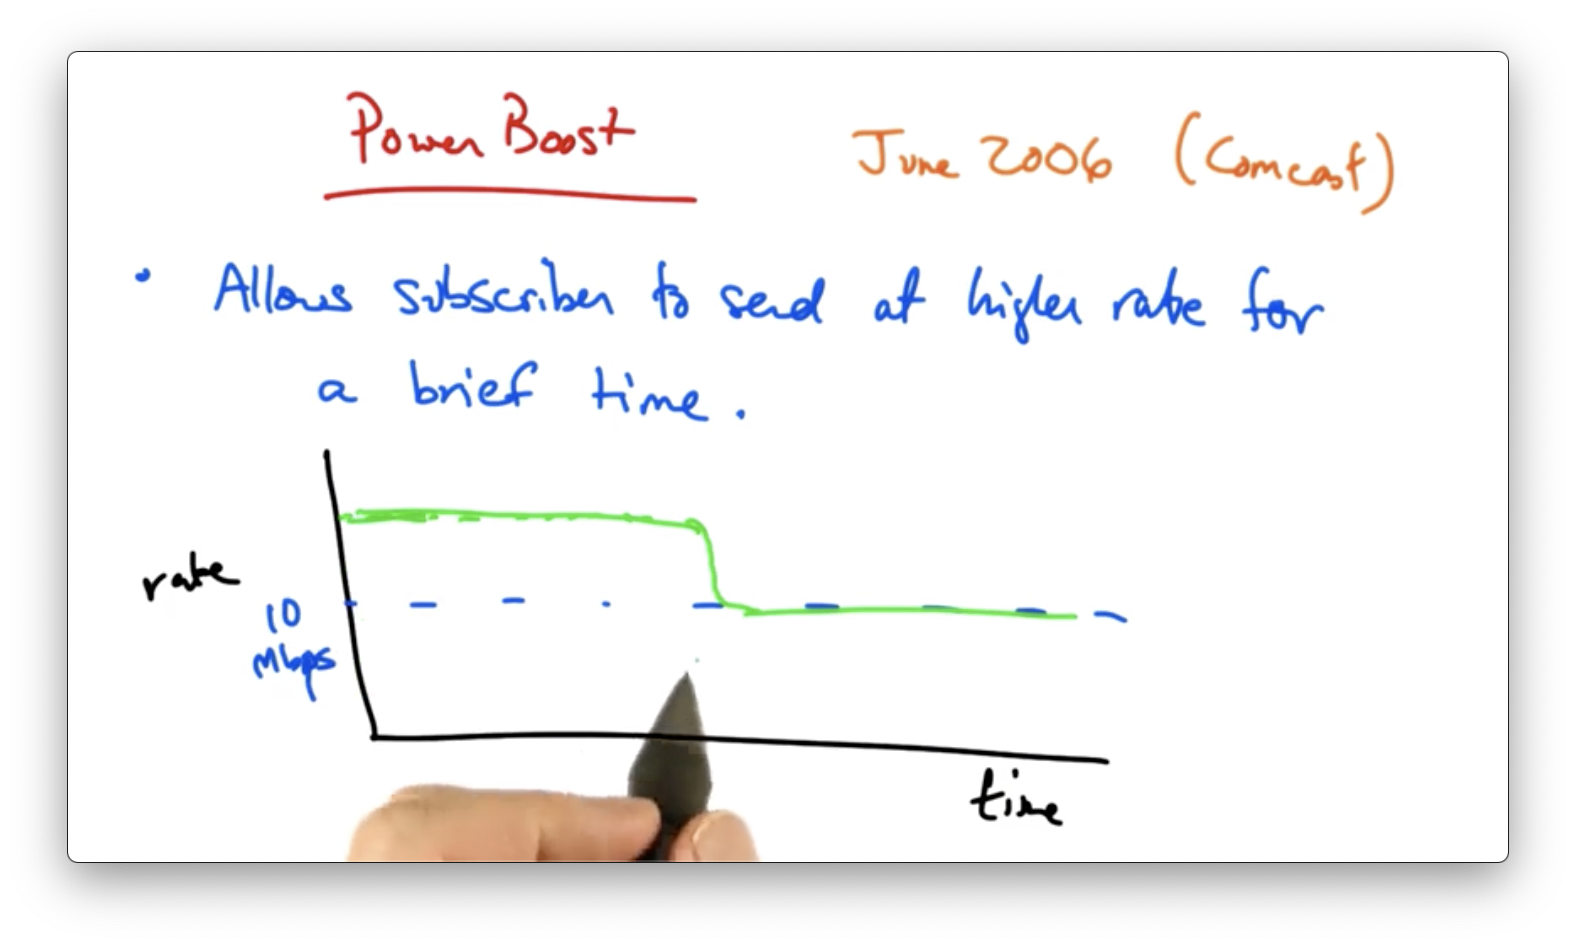 Power Boost
June 2006 (Comcast)
• Allows subscriber to send at higher rate for
a brief time.
rate
10
Mbps
time